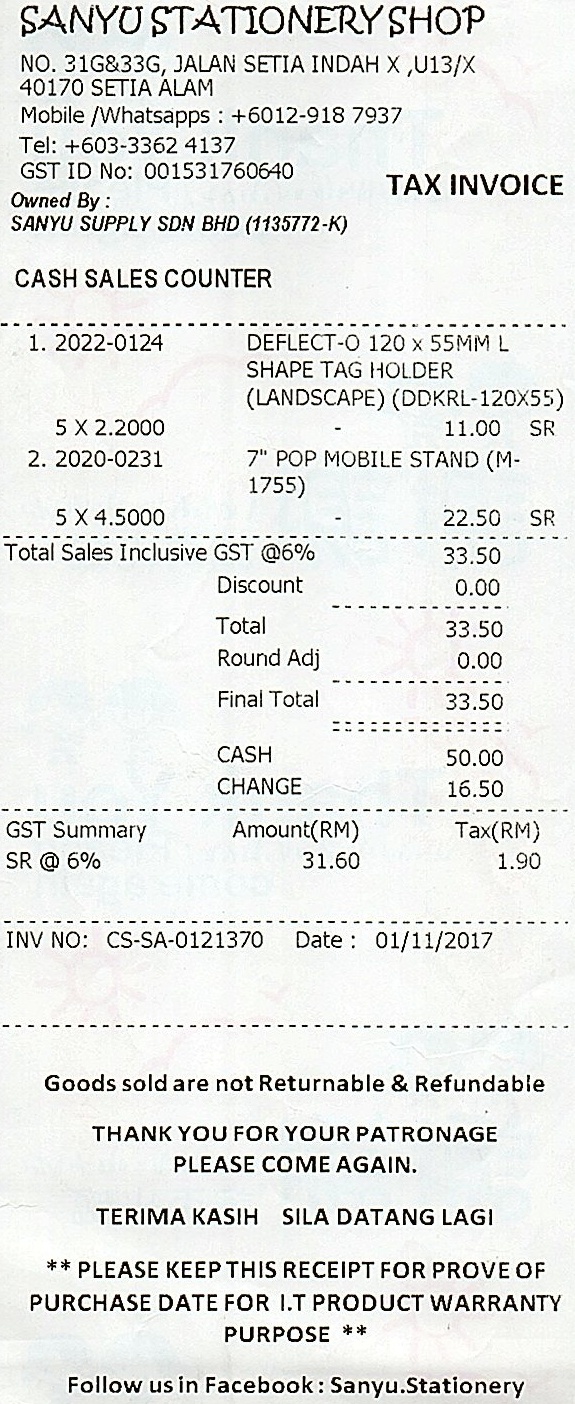 SANYU STATIONERY SHOP
NO. 31G&33G, JALAN SETIA INDAH X ,U13/X
40170 SETIA ALAM
Mobile /Whatsapps : +6012-918 7937
Tel: +603-3362 4137
GST ID No: 001531760640
TAX INVOICE
Owned By :
SANYU SUPPLY SDN BHD (1135772-K)
CASH SALES COUNTER
1. 2022-0124 DEFLECT-O 120 x 55MM L
SHAPE TAG HOLDER
(LANDSCAPE) (DDKRL-120X55)
5 X 2.2000 - 11.00 SR
2. 2020-0231 7" POP MOBILE STAND (M-
1755)
5 X 4.5000 - 22.50 SR
Total Sales Inclusive GST @6% 33.50
Discount 0.00
Total 33.50
Round Adj 0.00
Final Total 33.50
CASH 50.00
CHANGE 16.50
GST Summary Amount(RM) Tax(RM)
SR @ 6% 31.60 1.90
INV NO: CS-SA-0121370 Date : 01/11/2017
Goods sold are not Returnable & Refundable
THANK YOU FOR YOUR PATRONAGE
PLEASE COME AGAIN.
TERIMA KASIH SILA DATANG LAGI
** PLEASE KEEP THIS RECEIPT FOR PROVE OF
PURCHASE DATE FOR I.T PRODUCT WARRANTY
PURPOSE **
Follow us in Facebook : Sanyu.Stationery